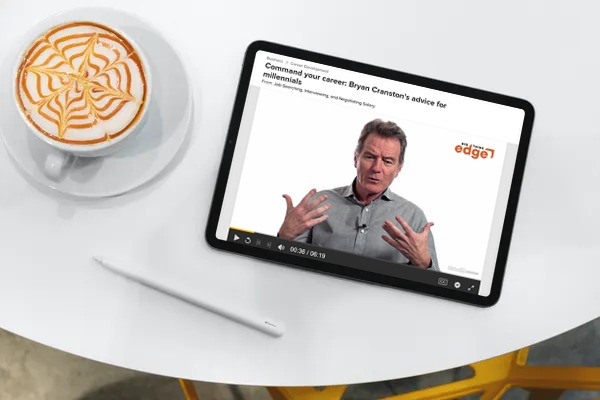 Business > Career Development
Command your career: Bryan Cranston's advice for
millennials
From: Job Searching, Interviewing, and Negotiating Salary
BIG THINK
edge
00:36 / 06:19
CC